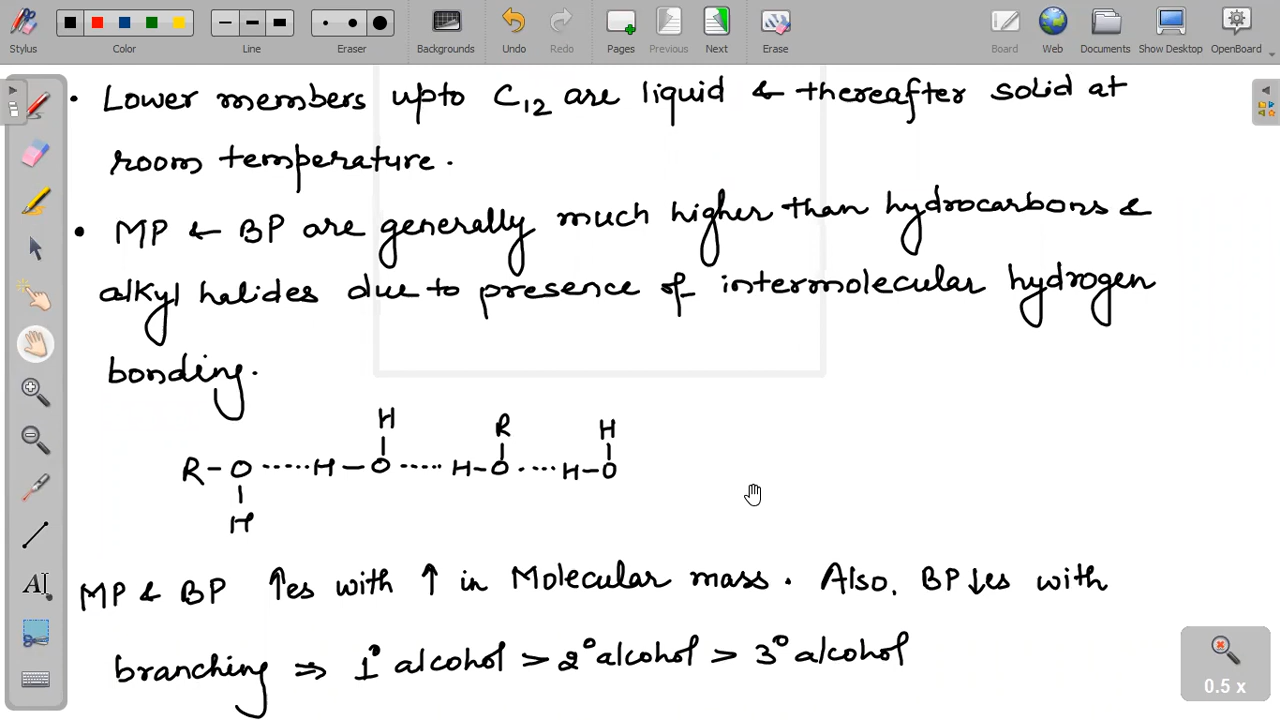 Stylus Color Line Eraser Backgrounds Undo Redo Pages Previous Next Erase Board Web Documents Show Desktop OpenBoard
• Lower members upto C12 are liquid & thereafter solid at
room temperature.
• MP & BP are generally much higher than hydrocarbons &
alkyl halides due to presence of intermolecular hydrogen
bonding.
H R H
R-O······H-O·····H-O····H-O
H
MP & BP ↑es with ↑ in Molecular mass. Also, BP ↓es with
branching ⇒ 1° alcohol > 2° alcohol > 3° alcohol
0.5 x